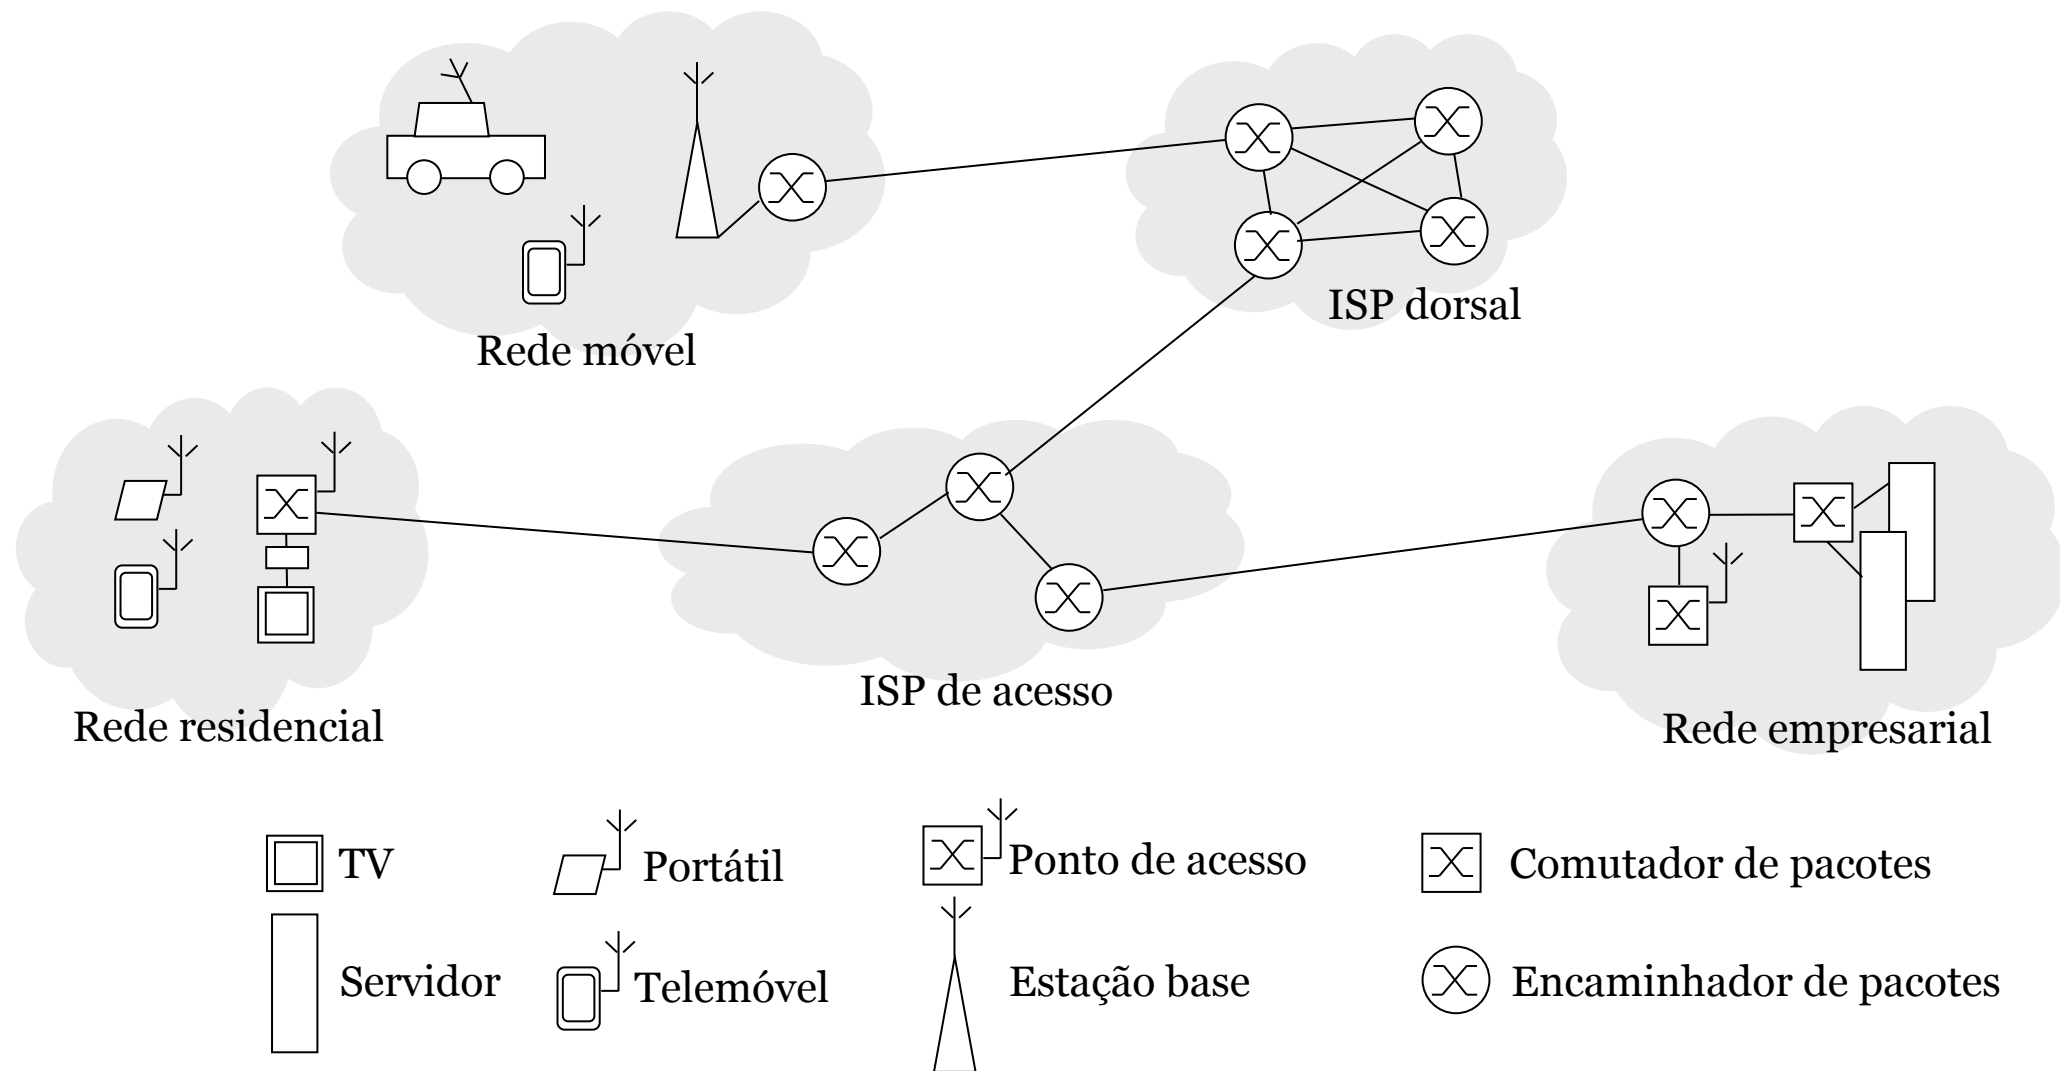 ISP dorsal
Rede móvel
ISP de acesso
Rede residencial
Rede empresarial
TV
Portátil
Ponto de acesso
Comutador de pacotes
Servidor
Telemóvel
Estação base
Encaminhador de pacotes